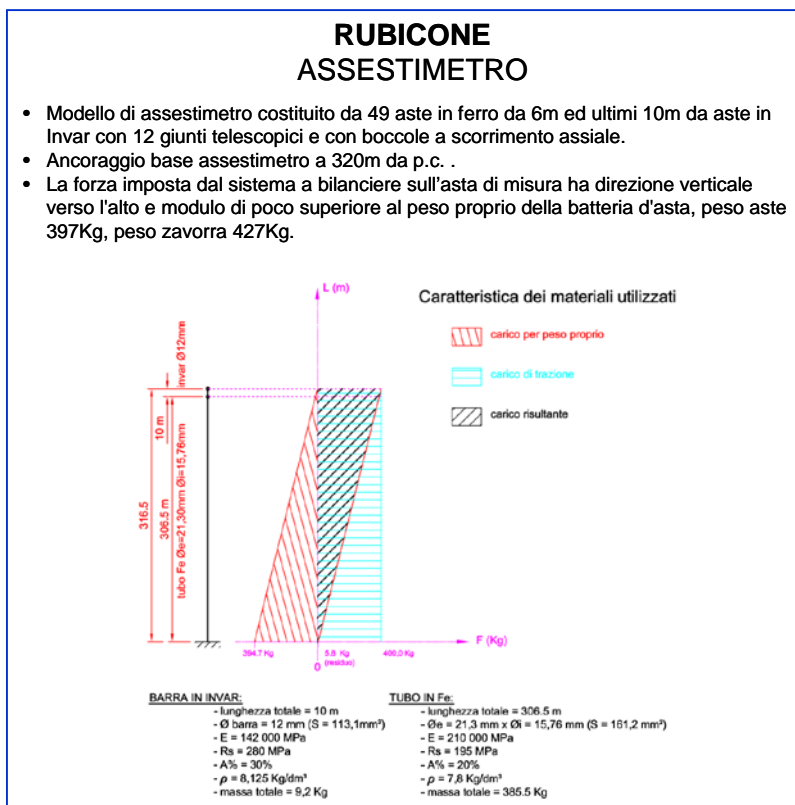 RUBICONE
ASSESTIMETRO
• Modello di assestimetro costituito da 49 aste in ferro da 6m ed ultimi 10m da aste in
Invar con 12 giunti telescopici e con boccole a scorrimento assiale.
• Ancoraggio base assestimetro a 320m da p.c. .
• La forza imposta dal sistema a bilanciere sull'asta di misura ha direzione verticale
verso l'alto e modulo di poco superiore al peso proprio della batteria d'asta, peso aste
397Kg, peso zavorra 427Kg.
L (m)
Caratteristica dei materiali utilizzati
carico per peso proprio
carico di trazione
carico risultante
invar Ø12mm
10 m
tubo Fe Øe=21,30mm Øi=15,76mm
306.5 m
316.5
F (Kg)
394.7 Kg
0
5.8 Kg
(residuo)
400,0 Kg
BARRA IN INVAR:
- lunghezza totale = 10 m
- Ø barra = 12 mm (S = 113,1mm²)
- E = 142 000 MPa
- Rs = 280 MPa
- A% = 30%
- ρ = 8,125 Kg/dm³
- massa totale = 9,2 Kg
TUBO IN Fe:
- lunghezza totale = 306.5 m
- Øe = 21,3 mm x Øi = 15,76 mm (S = 161,2 mm²)
- E = 210 000 MPa
- Rs = 195 MPa
- A% = 20%
- ρ = 7,8 Kg/dm³
- massa totale = 385.5 Kg